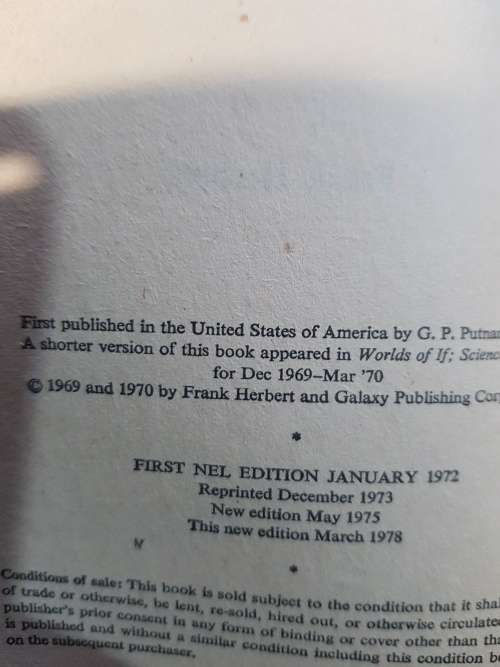 First published in the United States of America by G. P. Putnam
A shorter version of this book appeared in Worlds of If; Scienc
for Dec 1969–Mar '70
© 1969 and 1970 by Frank Herbert and Galaxy Publishing Corp
*
FIRST NEL EDITION JANUARY 1972
Reprinted December 1973
New edition May 1975
This new edition March 1978
*
Conditions of sale: This book is sold subject to the condition that it shal
of trade or otherwise, be lent, re-sold, hired out, or otherwise circulated
publisher's prior consent in any form of binding or cover other than tha
is published and without a similar condition including this condition be
on the subsequent purchaser.